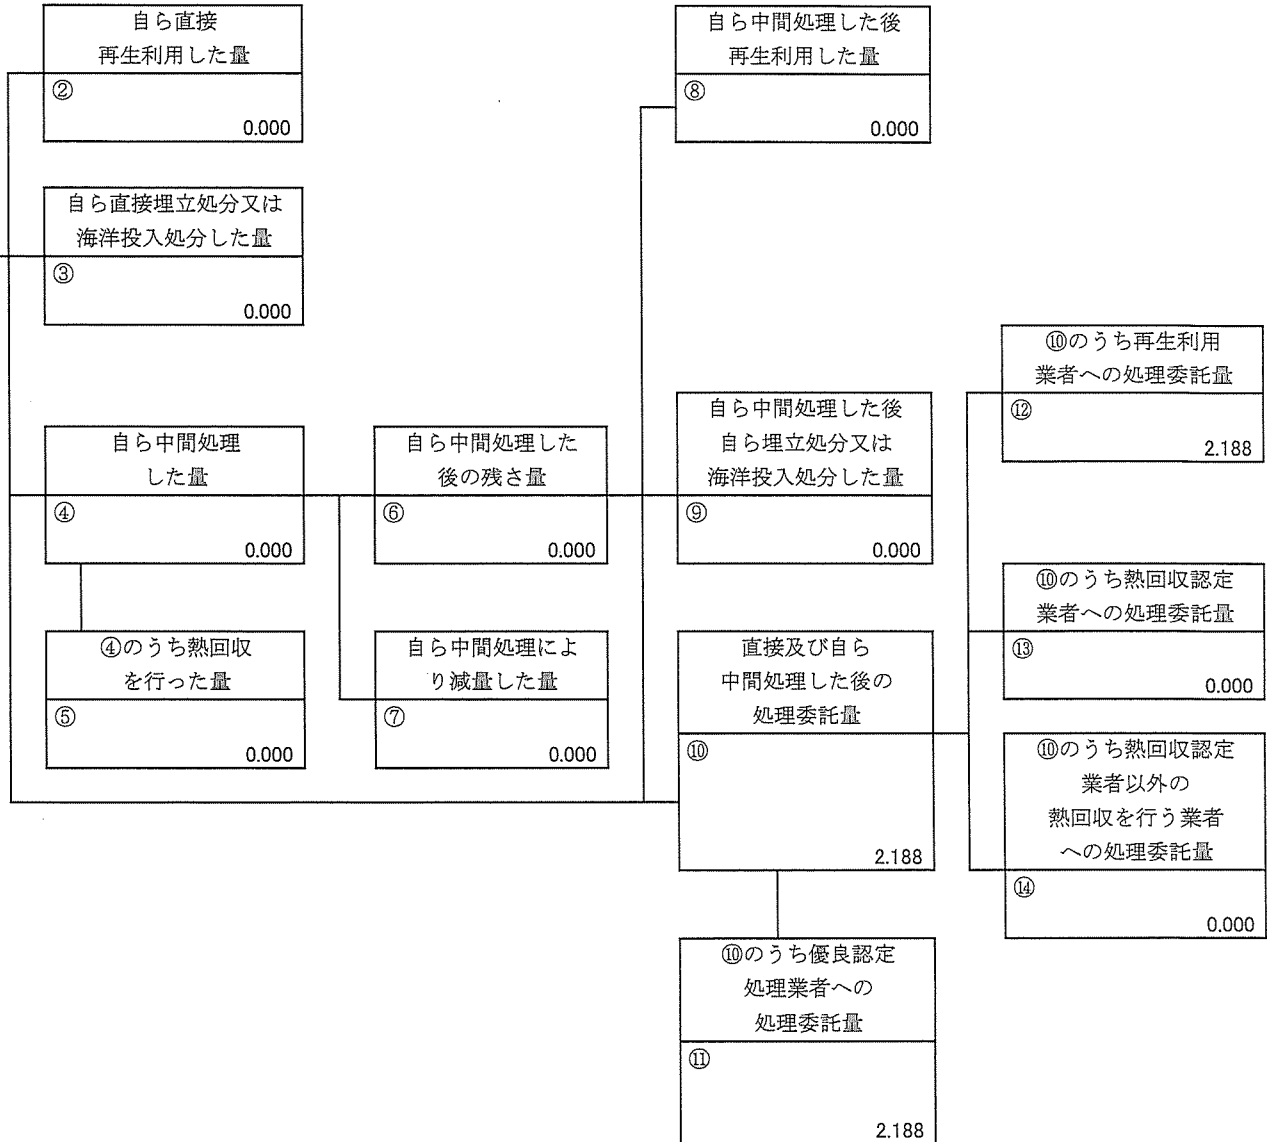 自ら直接
再生利用した量
②
0.000
自ら中間処理した後
再生利用した量
⑧
0.000
自ら直接埋立処分又は
海洋投入処分した量
③
0.000
⑩のうち再生利用
業者への処理委託量
⑫
2.188
自ら中間処理
した量
④
0.000
自ら中間処理した
後の残さ量
⑥
0.000
自ら中間処理した後
自ら埋立処分又は
海洋投入処分した量
⑨
0.000
⑩のうち熱回収認定
業者への処理委託量
⑬
0.000
④のうち熱回収
を行った量
⑤
0.000
自ら中間処理によ
り減量した量
⑦
0.000
直接及び自ら
中間処理した後の
処理委託量
⑩
2.188
⑩のうち熱回収認定
業者以外の
熱回収を行う業者
への処理委託量
⑭
0.000
⑩のうち優良認定
処理業者への
処理委託量
⑪
2.188